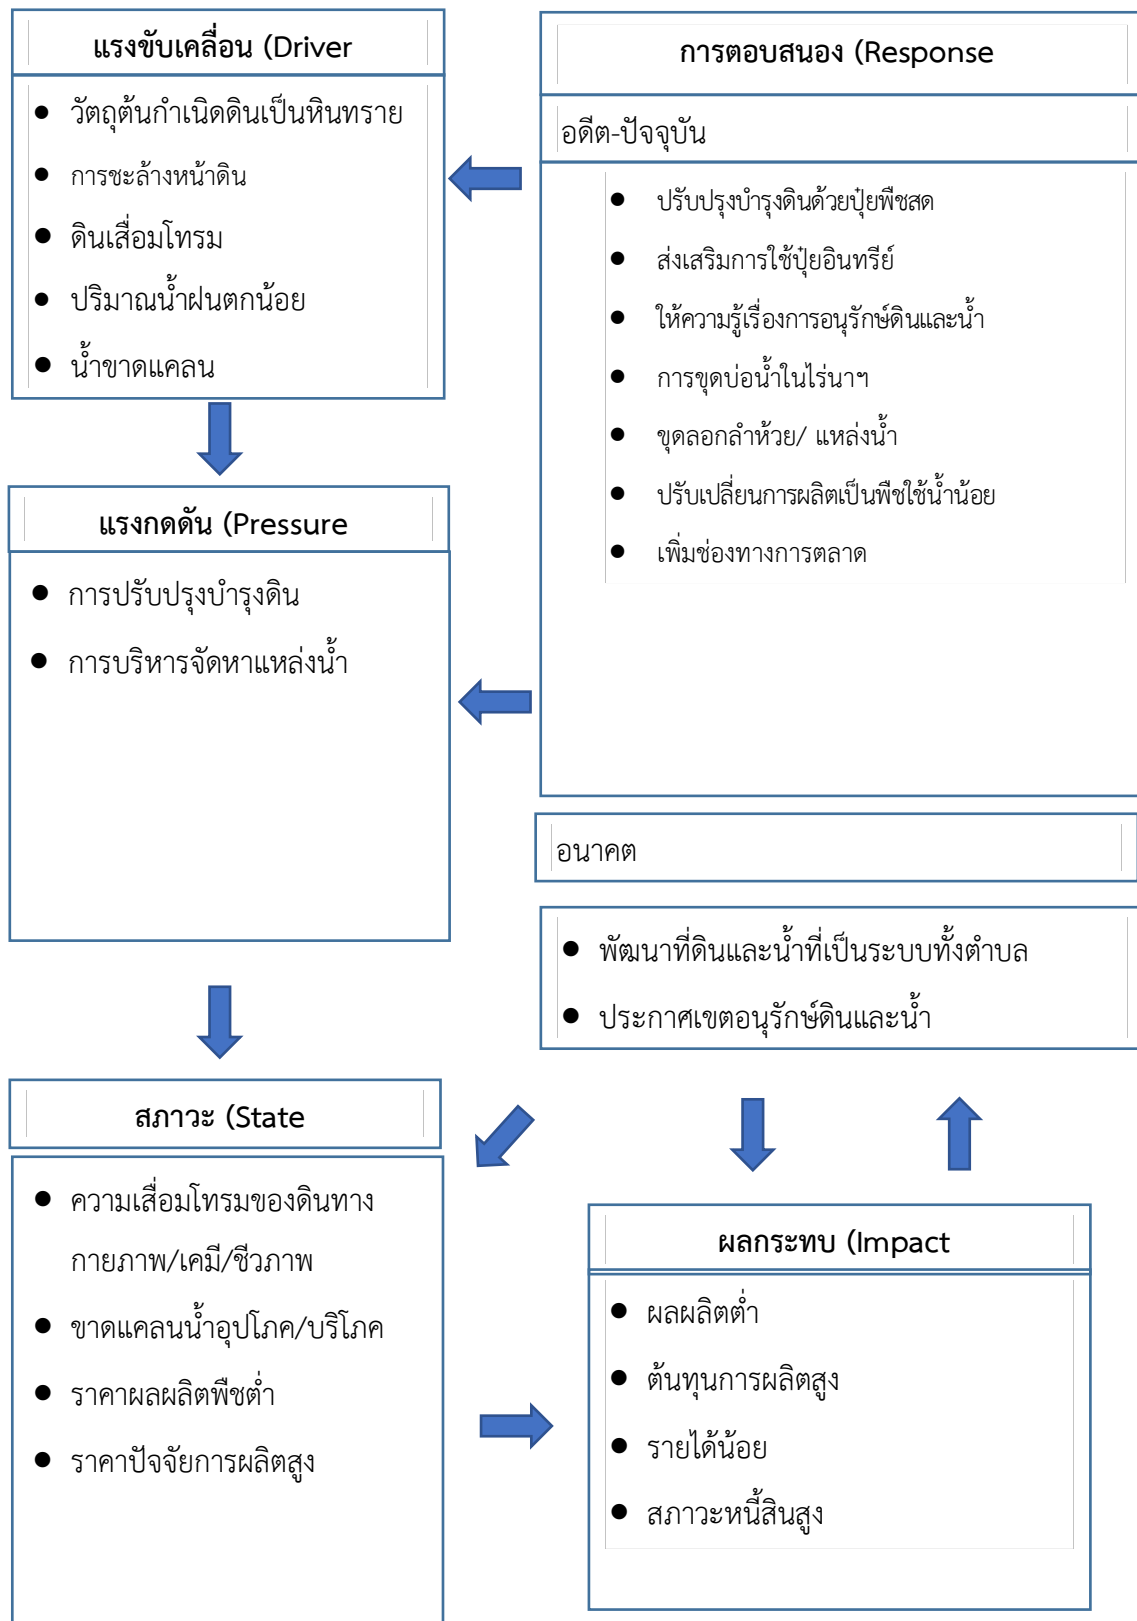 แรงขับเคลื่อน (Driver
● วัตถุต้นกำเนิดดินเป็นหินทราย
● การชะล้างหน้าดิน
● ดินเสื่อมโทรม
● ปริมาณน้ำฝนตกน้อย
● น้ำขาดแคลน
แรงกดดัน (Pressure
● การปรับปรุงบำรุงดิน
● การบริหารจัดหาแหล่งน้ำ
สภาวะ (State
● ความเสื่อมโทรมของดินทาง
กายภาพ/เคมี/ชีวภาพ
● ขาดแคลนน้ำอุปโภค/บริโภค
● ราคาผลผลิตพืชต่ำ
● ราคาปัจจัยการผลิตสูง
การตอบสนอง (Response
อดีต-ปัจจุบัน
● ปรับปรุงบำรุงดินด้วยปุ๋ยพืชสด
● ส่งเสริมการใช้ปุ๋ยอินทรีย์
● ให้ความรู้เรื่องการอนุรักษ์ดินและน้ำ
● การขุดบ่อน้ำในไร่นาฯ
● ขุดลอกลำห้วย/ แหล่งน้ำ
● ปรับเปลี่ยนการผลิตเป็นพืชใช้น้ำน้อย
● เพิ่มช่องทางการตลาด
อนาคต
● พัฒนาที่ดินและน้ำที่เป็นระบบทั้งตำบล
● ประกาศเขตอนุรักษ์ดินและน้ำ
ผลกระทบ (Impact
● ผลผลิตต่ำ
● ต้นทุนการผลิตสูง
● รายได้น้อย
● สภาวะหนี้สินสูง